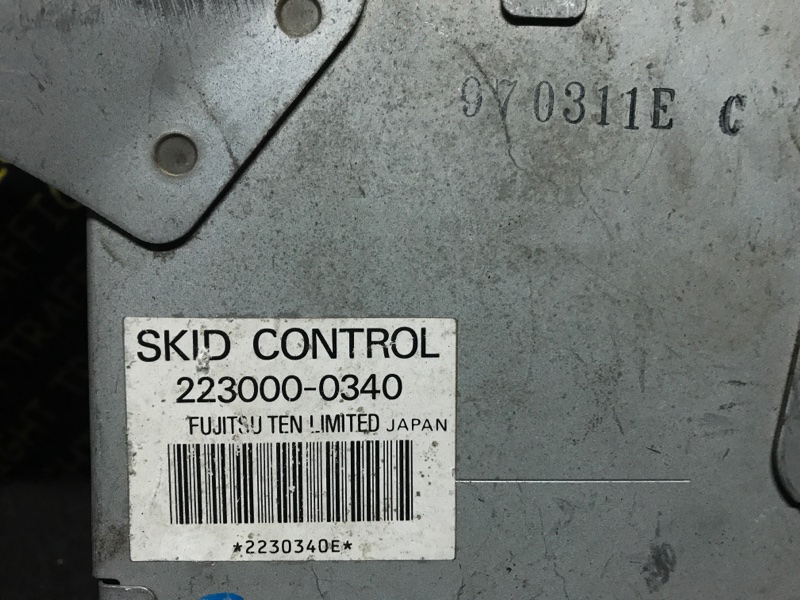 970311E C
SKID CONTROL
223000-0340
FUJITSU TEN LIMITED JAPAN
*2230340E*